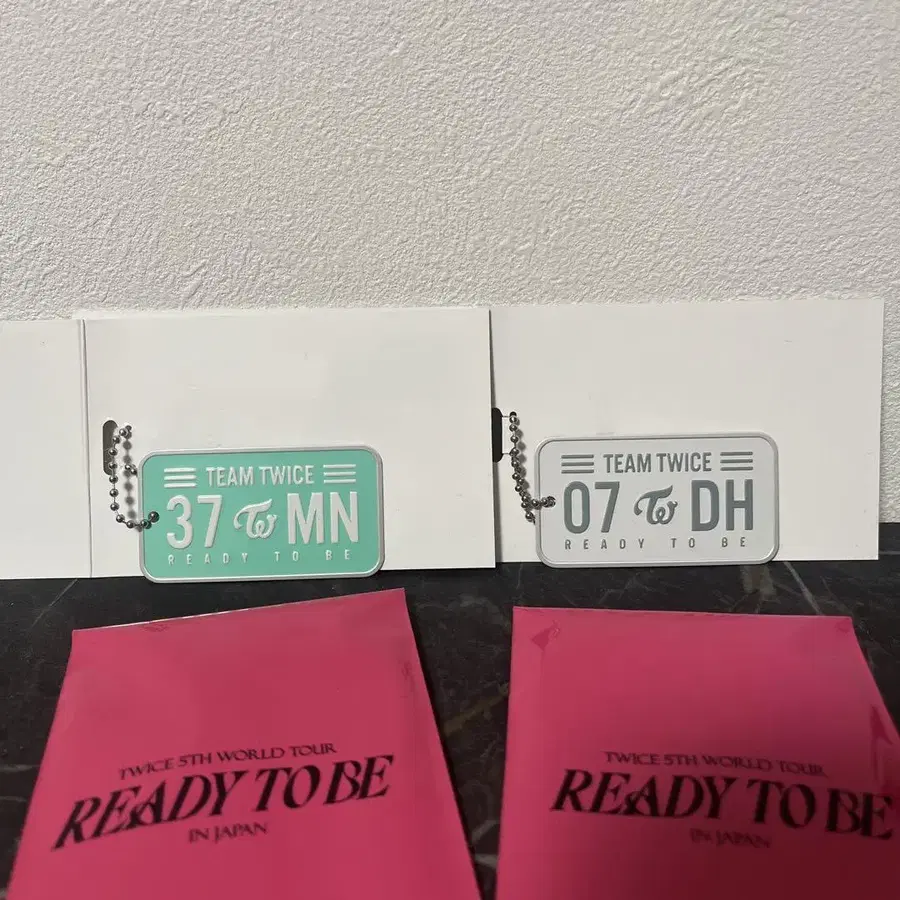 TEAM TWICE
37 MN
READY TO BE
TEAM TWICE
07 DH
READY TO BE
TWICE 5TH WORLD TOUR
READY TO BE
IN JAPAN
TWICE 5TH WORLD TOUR
READY TO BE
IN JAPAN